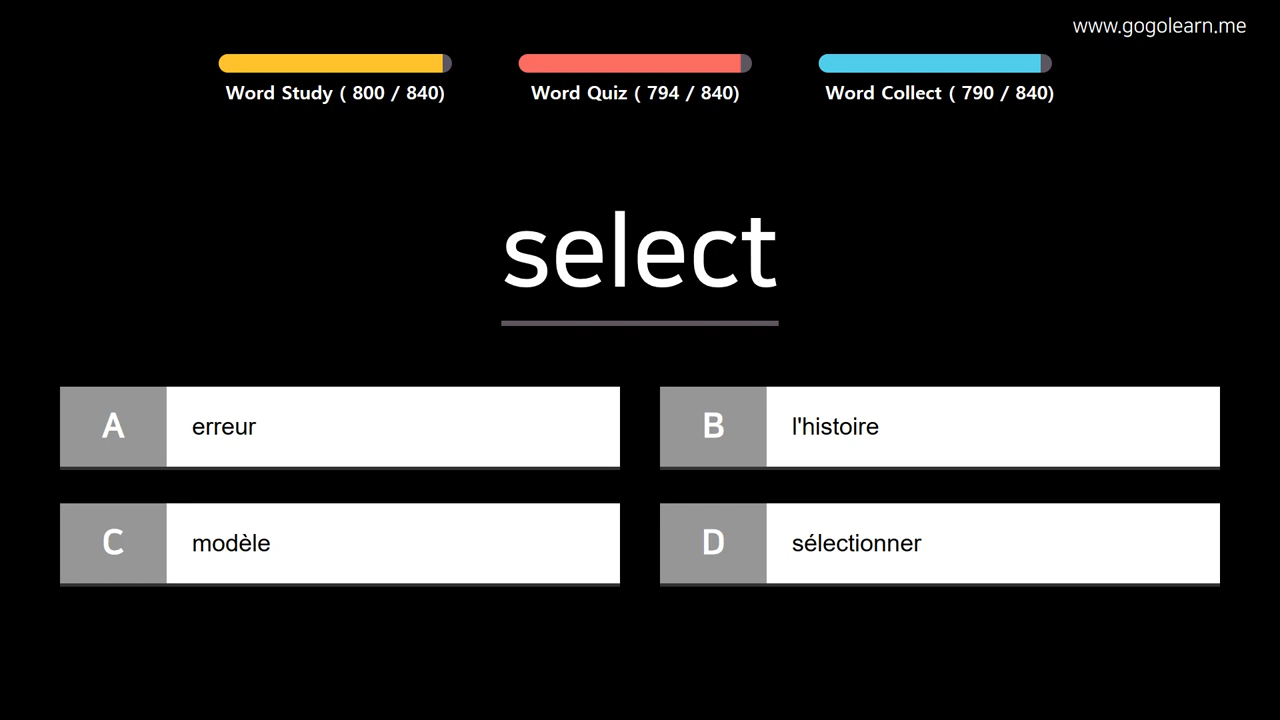 www.gogolearn.me
Word Study ( 800 / 840)
Word Quiz ( 794 / 840)
Word Collect ( 790 / 840)
select
A erreur
B l'histoire
C modèle
D sélectionner